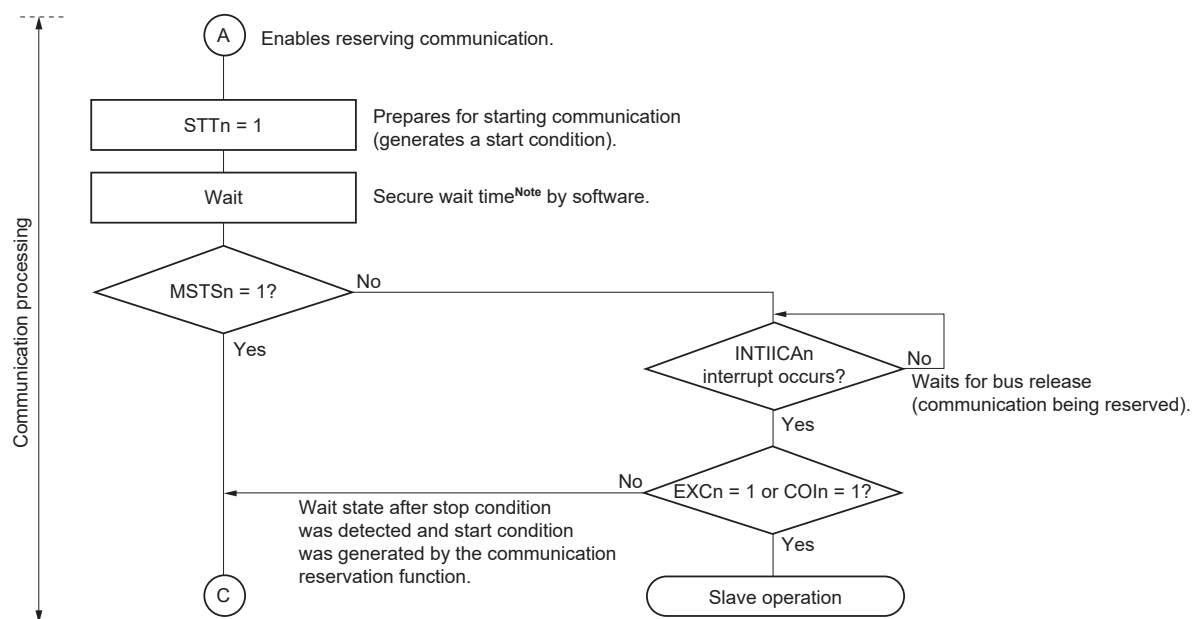 A
Enables reserving communication.
STTn = 1
Prepares for starting communication
(generates a start condition).
Wait
Secure wait timeNote by software.
MSTSn = 1?
No
Yes
INTIICAn
interrupt occurs?
No
Waits for bus release
(communication being reserved).
Yes
EXCn = 1 or COIn = 1?
No
Wait state after stop condition
was detected and start condition
was generated by the communication
reservation function.
Yes
C
Slave operation
Communication processing